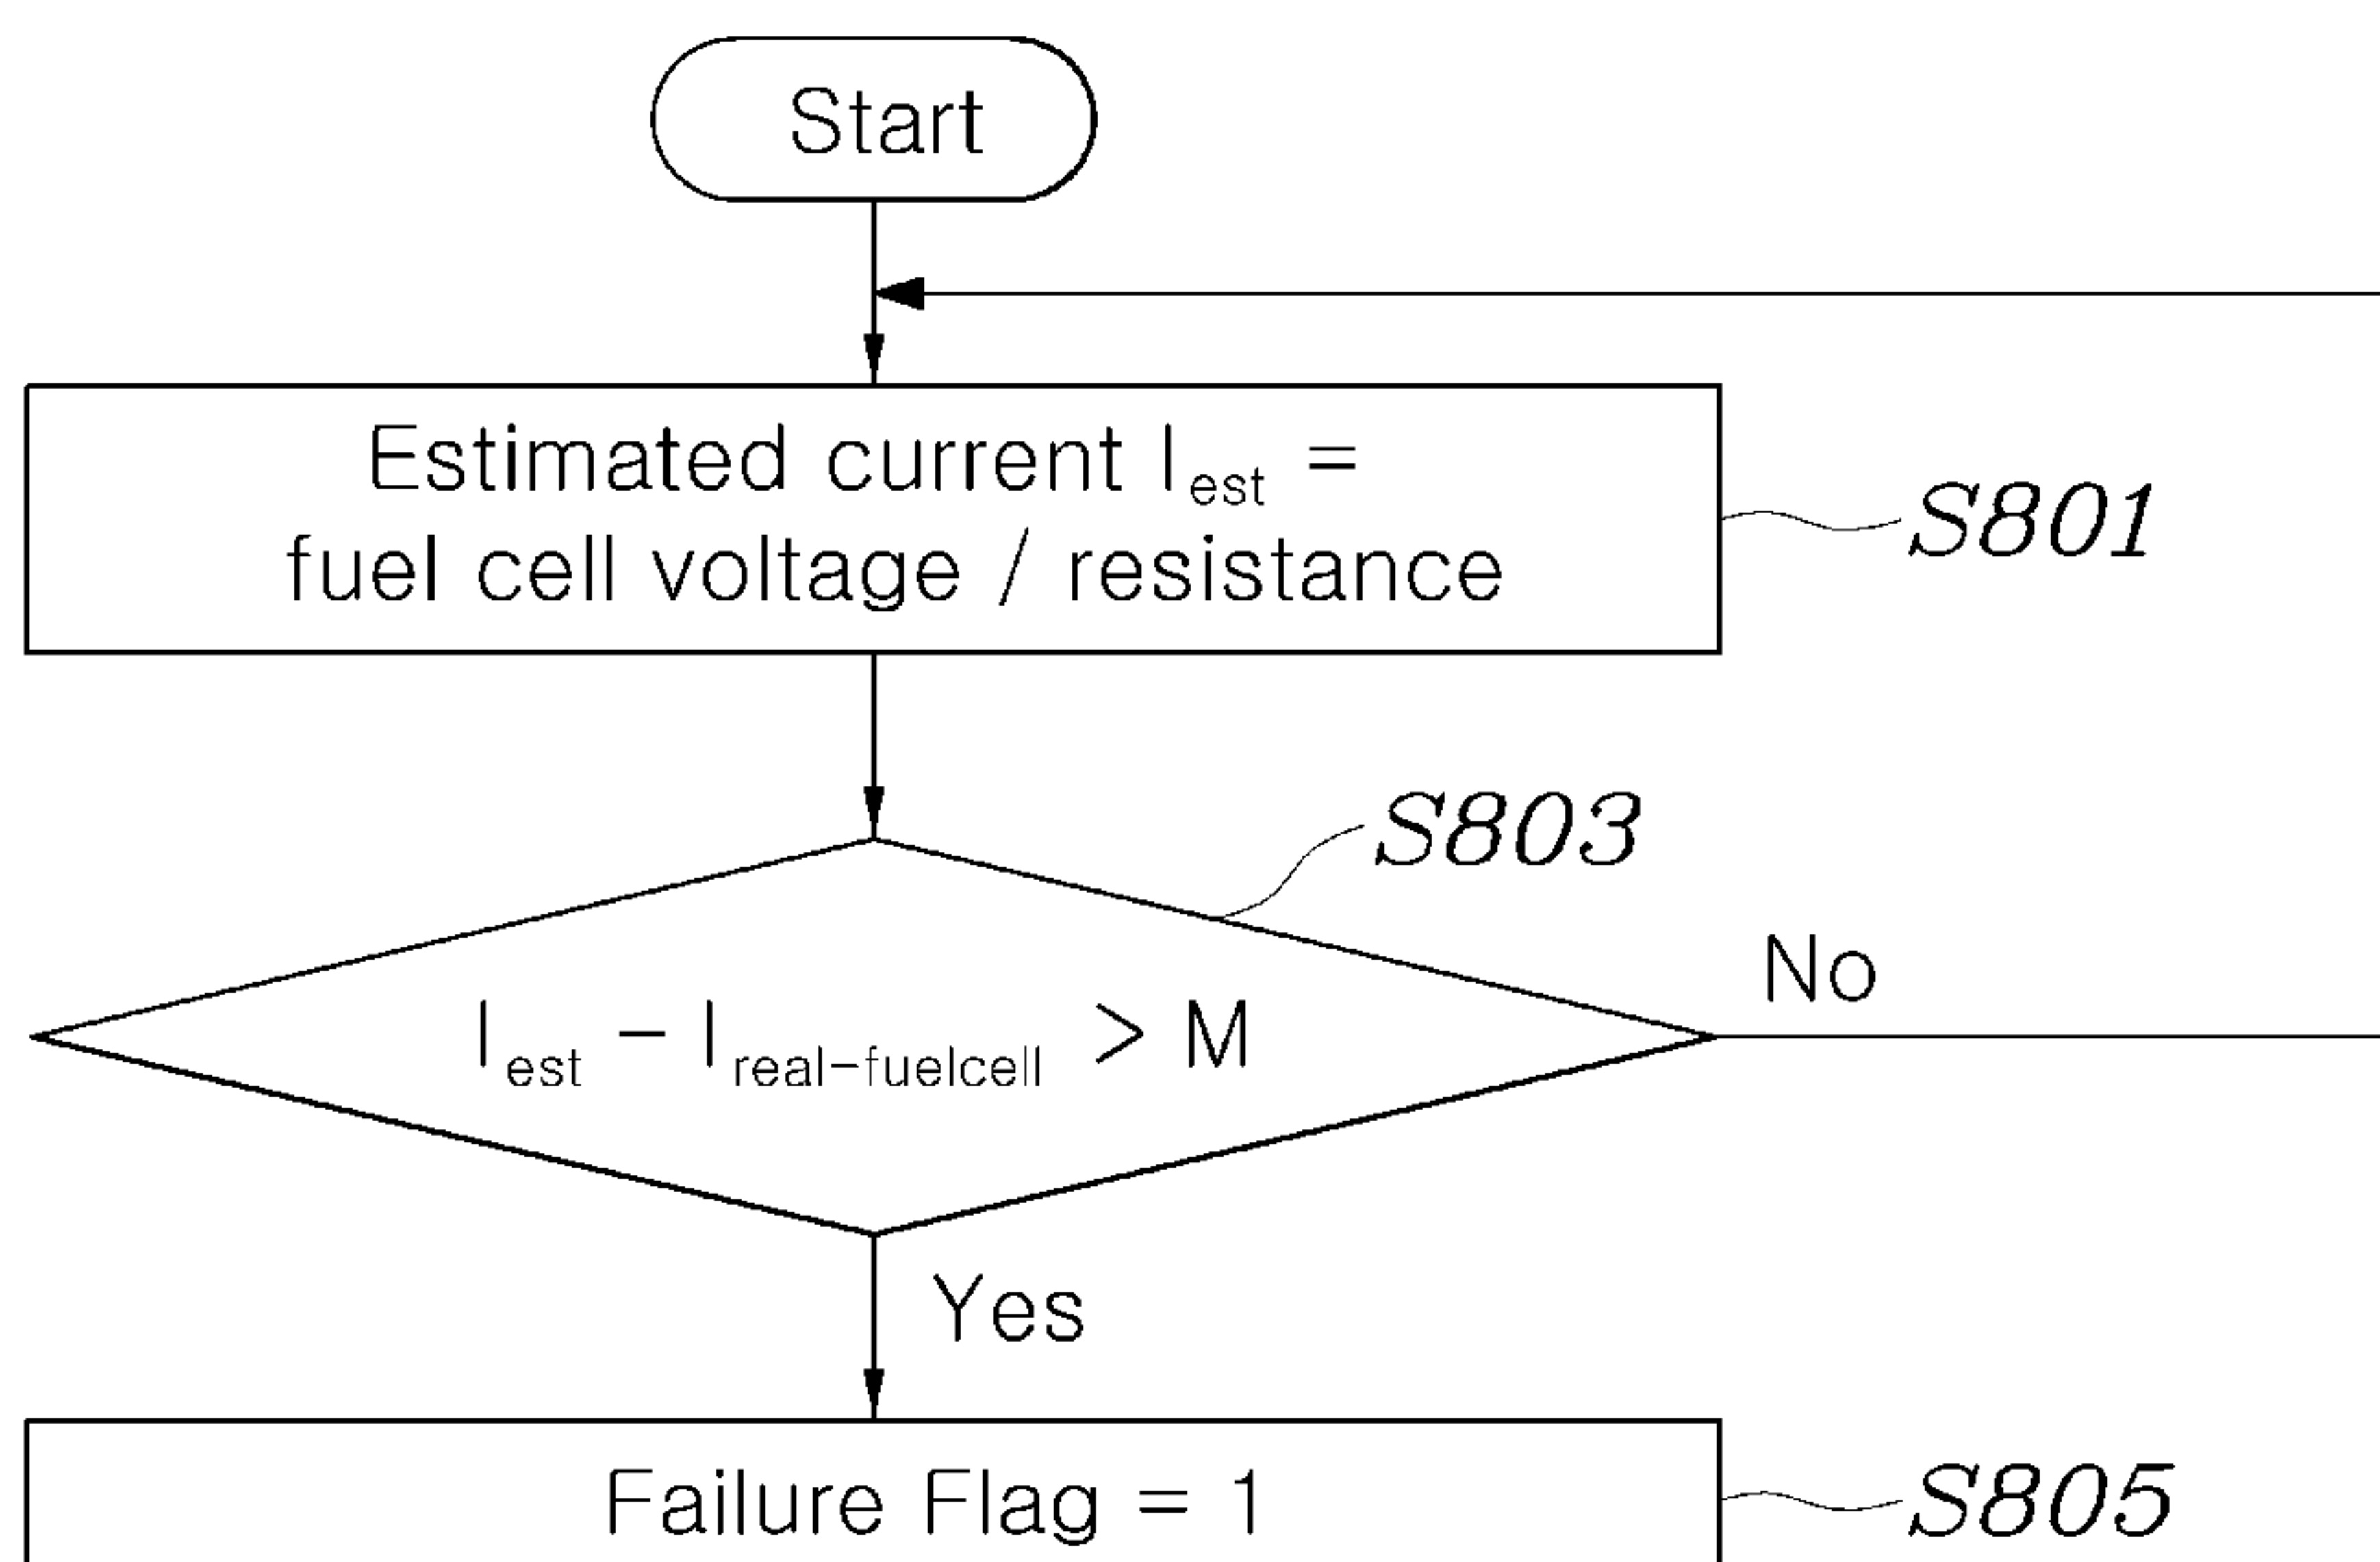 Start
Estimated current Iest =
fuel cell voltage / resistance
S801
S803
Iest - Ireal-fuelcell > M
No
Yes
Failure Flag = 1
S805